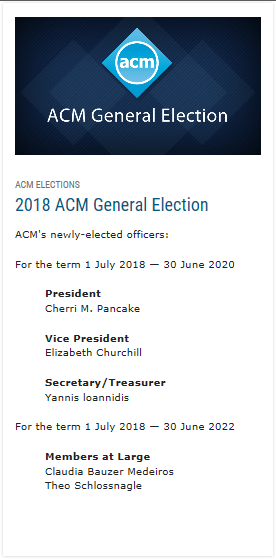 acm
ACM General Election
ACM ELECTIONS
2018 ACM General Election
ACM's newly-elected officers:
For the term 1 July 2018 — 30 June 2020
President
Cherri M. Pancake
Vice President
Elizabeth Churchill
Secretary/Treasurer
Yannis Ioannidis
For the term 1 July 2018 — 30 June 2022
Members at Large
Claudia Bauzer Medeiros
Theo Schlossnagle